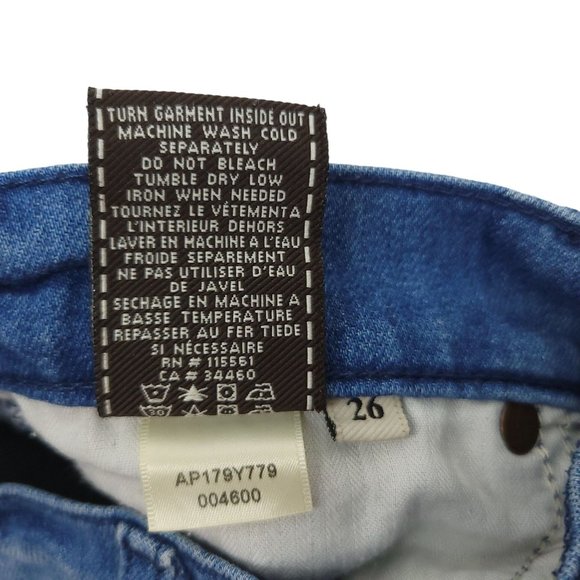 TURN GARMENT INSIDE OUT
MACHINE WASH COLD
SEPARATELY
DO NOT BLEACH
TUMBLE DRY LOW
IRON WHEN NEEDED
TOURNEZ LE VÊTEMENT A
L'INTERIEUR DEHORS
LAVER EN MACHINE A L'EAU
FROIDE SEPAREMENT
NE PAS UTILISER D'EAU
DE JAVEL
SECHAGE EN MACHINE A
BASSE TEMPERATURE
REPASSER AU FER TIEDE
SI NÉCESSAIRE
RN # 115561
CA # 34460
30
26
AP179Y779
004600